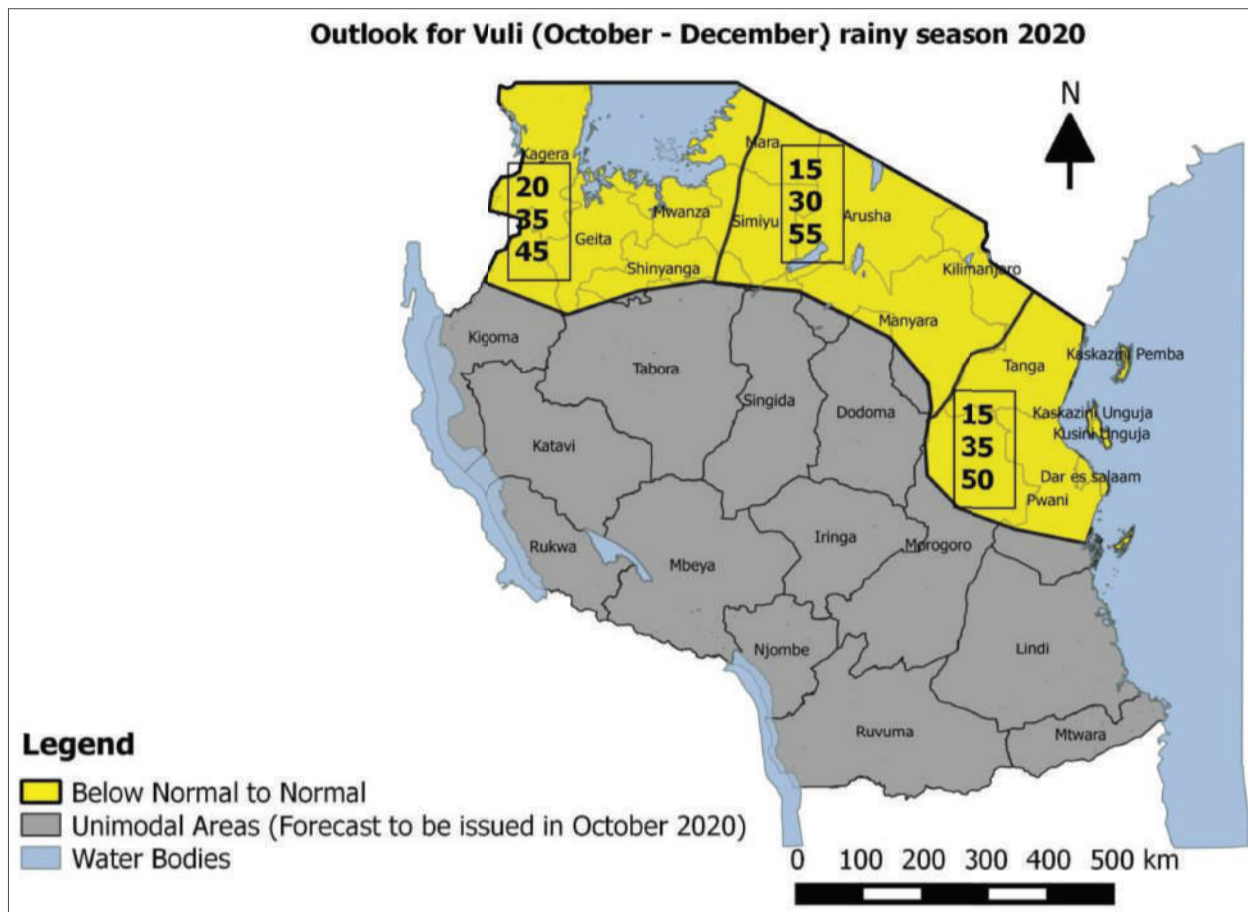 Outlook for Vuli (October - December) rainy season 2020
N
Kagera
20
35
45
Geita
Mwanza
Shinyanga
Mara
15
30
55
Simiyu
Arusha
Kilimanjaro
Manyara
Kigoma
Tabora
Singida
Dodoma
Tanga
Kaskazini Pemba
15
35
50
Kaskazini Unguja
Kusini Unguja
Dar es salaam
Pwani
Katavi
Rukwa
Mbeya
Iringa
Morogoro
Njombe
Lindi
Ruvuma
Mtwara
Legend
Below Normal to Normal
Unimodal Areas (Forecast to be issued in October 2020)
Water Bodies
0 100 200 300 400 500 km